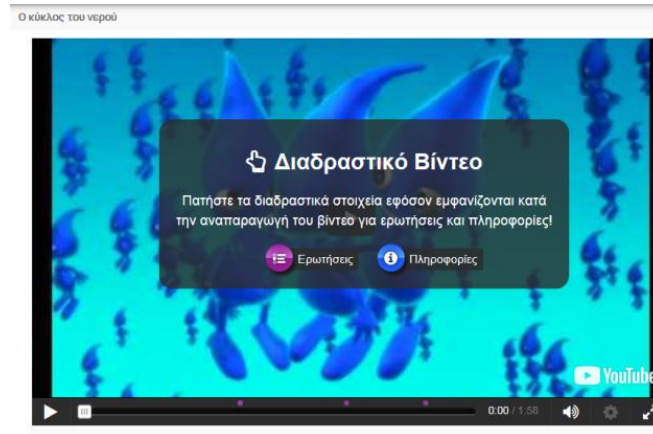 Ο κύκλος του νερού
Διαδραστικό Βίντεο
Πατήστε τα διαδραστικά στοιχεία εφόσον εμφανίζονται κατά
την αναπαραγωγή του βίντεο για ερωτήσεις και πληροφορίες!
Ερωτήσεις Πληροφορίες
YouTube
0:00 / 1:58